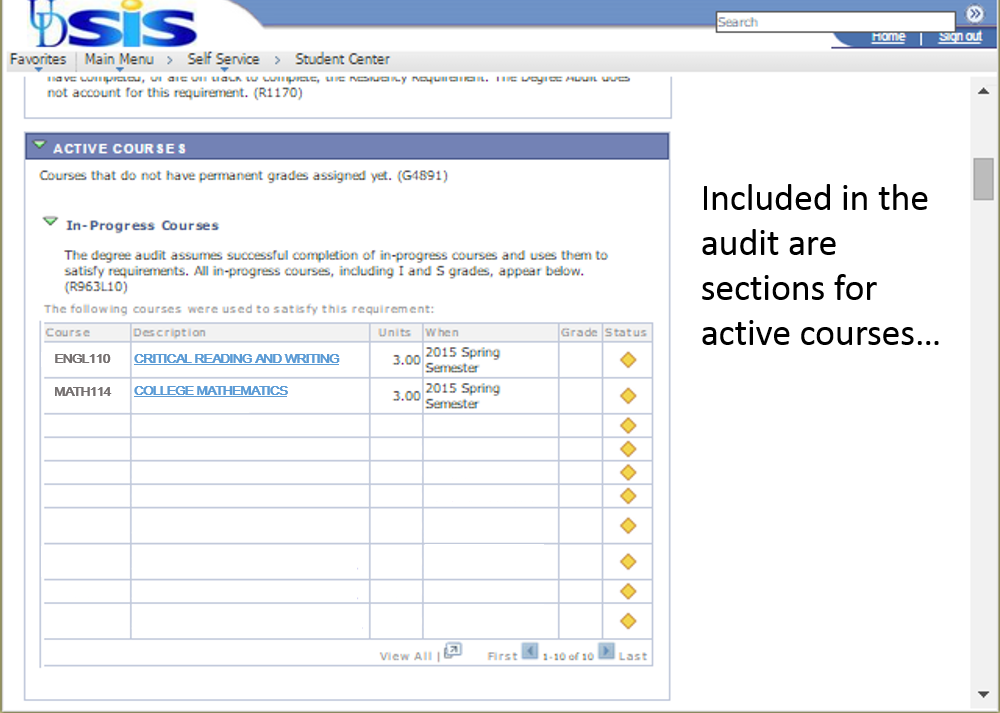 UDSIS
Search
Home | Sign out
Favorites Main Menu > Self Service > Student Center
have completed, or are on track to complete, the Residency Requirement. The Degree Audit does
not account for this requirement. (R1170)
ACTIVE COURSES
Courses that do not have permanent grades assigned yet. (G4891)
In-Progress Courses
The degree audit assumes successful completion of in-progress courses and uses them to
satisfy requirements. All in-progress courses, including I and S grades, appear below.
(R963L10)
The following courses were used to satisfy this requirement:
Course Description Units When Grade Status
ENGL110 CRITICAL READING AND WRITING 3.00 2015 Spring
Semester
MATH114 COLLEGE MATHEMATICS 3.00 2015 Spring
Semester
View All | First 1-10 of 10 Last
Included in the
audit are
sections for
active courses...